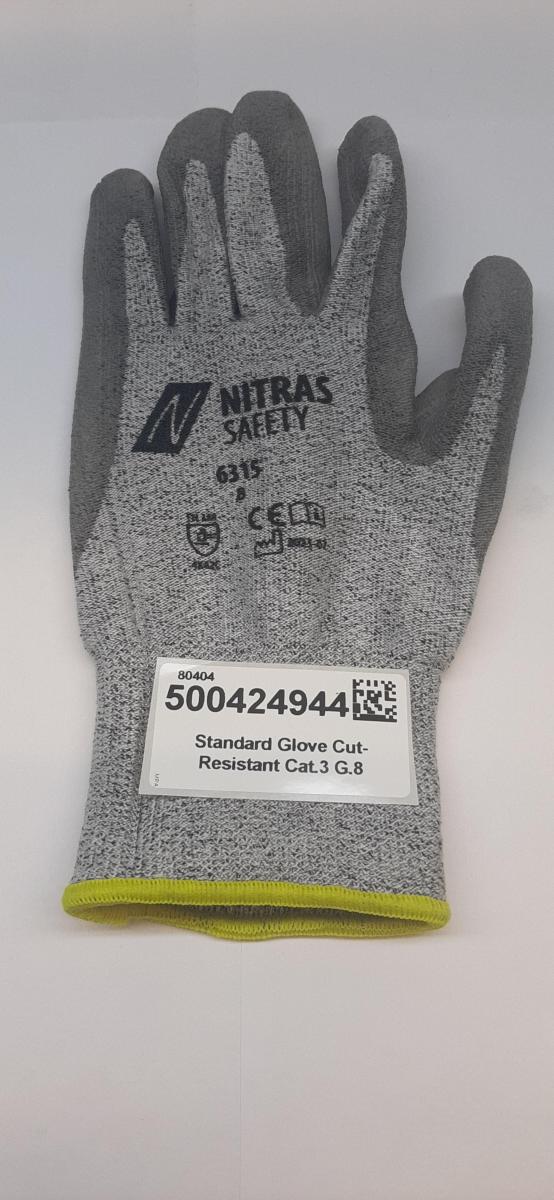 NITRAS
SAFETY
6315
8
EN 388
4X42C
CE
i
80404
500424944
Standard Glove Cut-
Resistant Cat.3 G.8